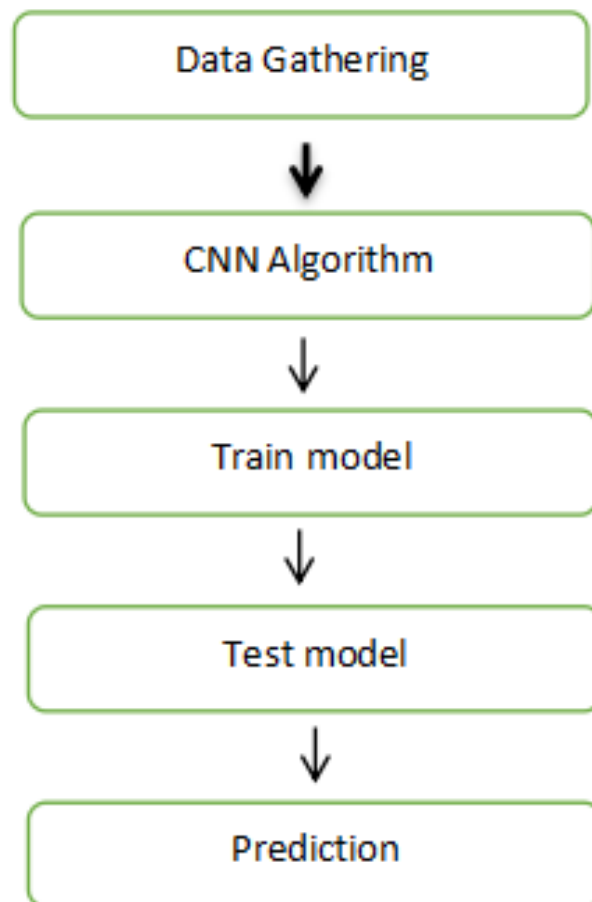 Data Gathering
CNN Algorithm
Train model
Test model
Prediction